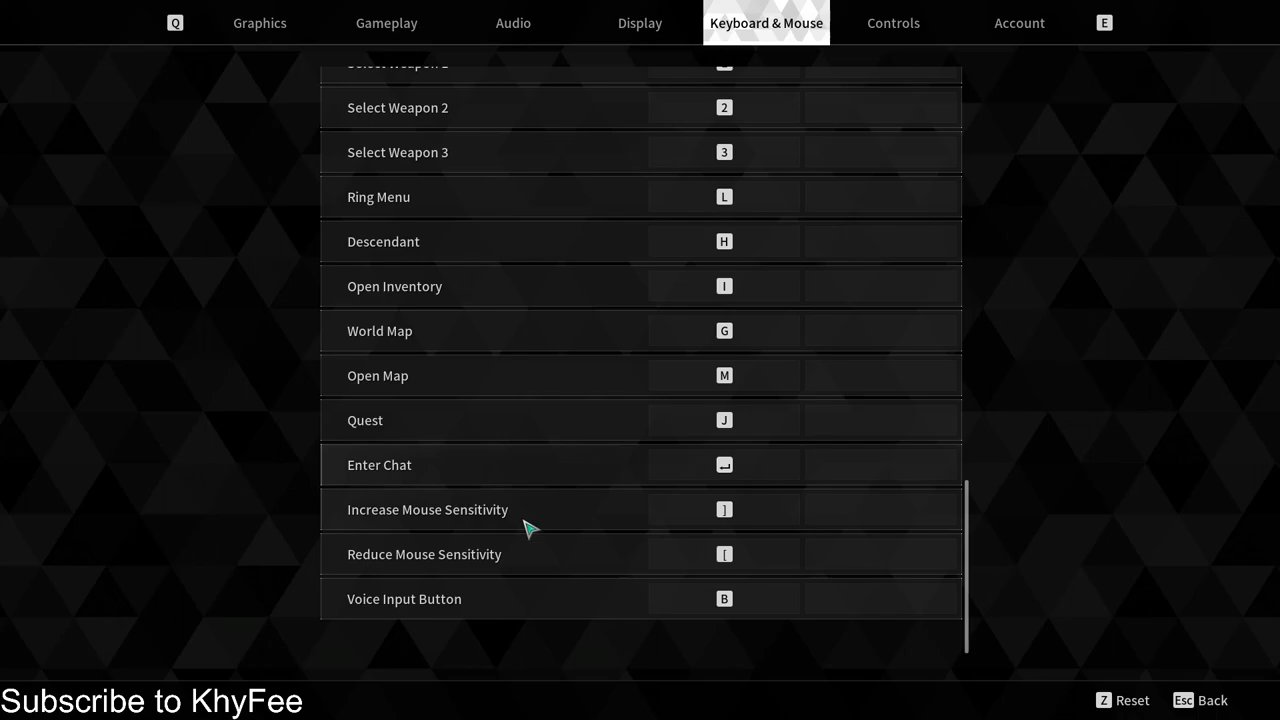 Q Graphics Gameplay Audio Display Keyboard & Mouse Controls Account E
Select Weapon 2 2
Select Weapon 3 3
Ring Menu L
Descendant H
Open Inventory I
World Map G
Open Map M
Quest J
Enter Chat
Increase Mouse Sensitivity ]
Reduce Mouse Sensitivity [
Voice Input Button B
Subscribe to KhyFee
Z Reset Esc Back